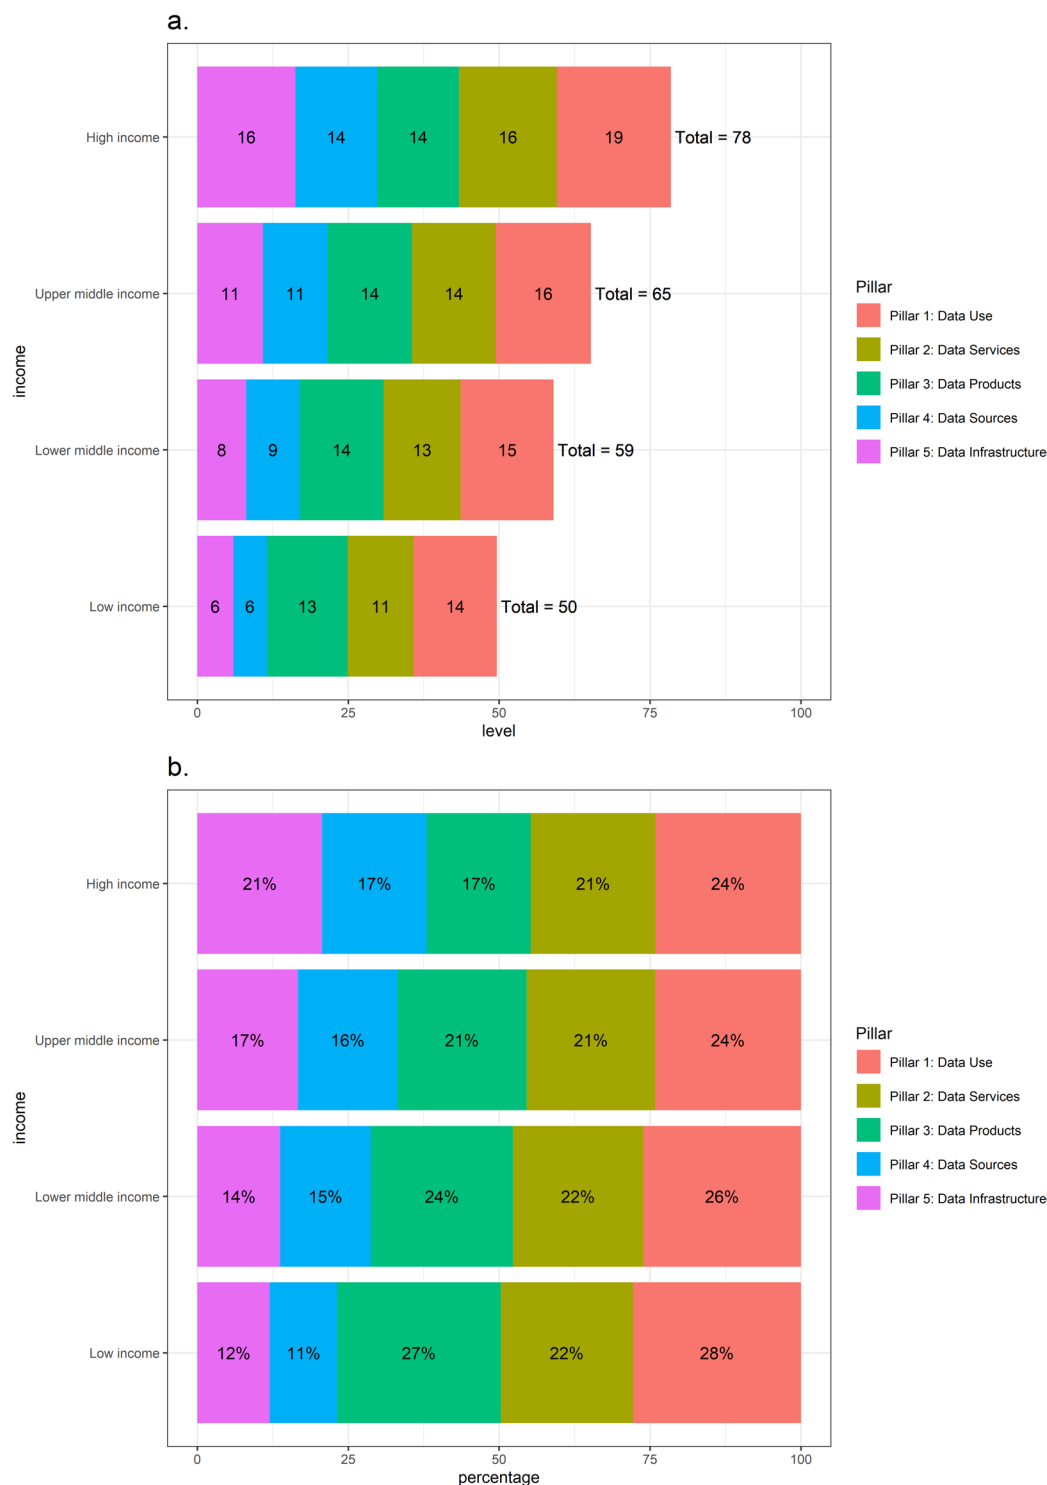 a.
income
High income
16 14 14 16 19 Total = 78
Upper middle income
11 11 14 14 16 Total = 65
Lower middle income
8 9 14 13 15 Total = 59
Low income
6 6 13 11 14 Total = 50
0 25 50 75 100
level
Pillar
Pillar 1: Data Use
Pillar 2: Data Services
Pillar 3: Data Products
Pillar 4: Data Sources
Pillar 5: Data Infrastructure
b.
income
High income
21% 17% 17% 21% 24%
Upper middle income
17% 16% 21% 21% 24%
Lower middle income
14% 15% 24% 22% 26%
Low income
12% 11% 27% 22% 28%
0 25 50 75 100
percentage
Pillar
Pillar 1: Data Use
Pillar 2: Data Services
Pillar 3: Data Products
Pillar 4: Data Sources
Pillar 5: Data Infrastructure